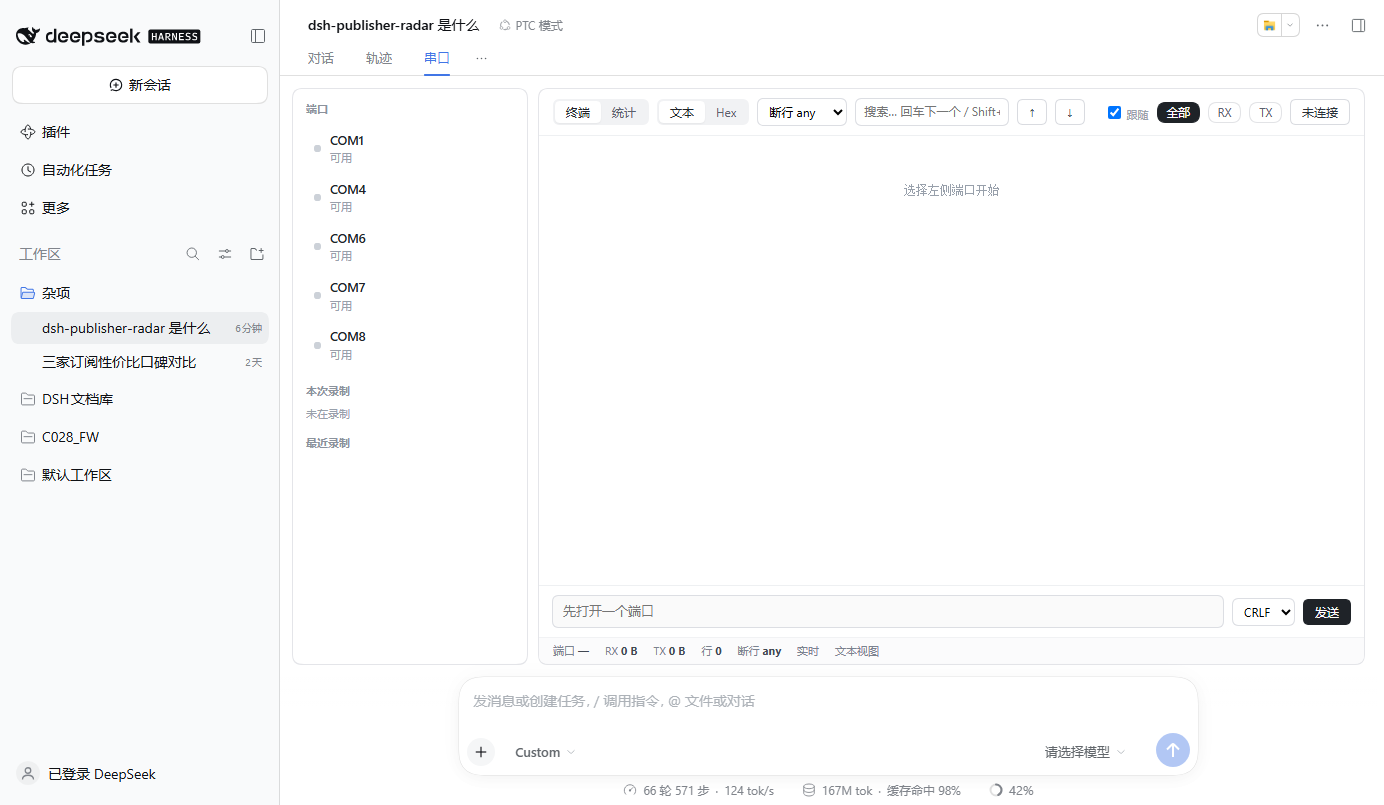 deepseek HARNESS
新会话
插件
自动化任务
更多
工作区
杂项
dsh-publisher-radar 是什么 6分钟
三家订阅性价比口碑对比 2天
DSH文档库
C028_FW
默认工作区
已登录 DeepSeek
dsh-publisher-radar 是什么 PTC 模式
对话 轨迹 串口 ···
端口
COM1
可用
COM4
可用
COM6
可用
COM7
可用
COM8
可用
本次录制
未在录制
最近录制
终端 统计 文本 Hex 断行 any 搜索... 回车下一个 / Shift+ ↑ ↓ 跟随 全部 RX TX 未连接
选择左侧端口开始
先打开一个端口 CRLF 发送
端口 — RX 0 B TX 0 B 行 0 断行 any 实时 文本视图
发消息或创建任务, / 调用指令, @ 文件或对话
Custom 请选择模型
66 轮 571 步 · 124 tok/s 167M tok · 缓存命中 98% 42%